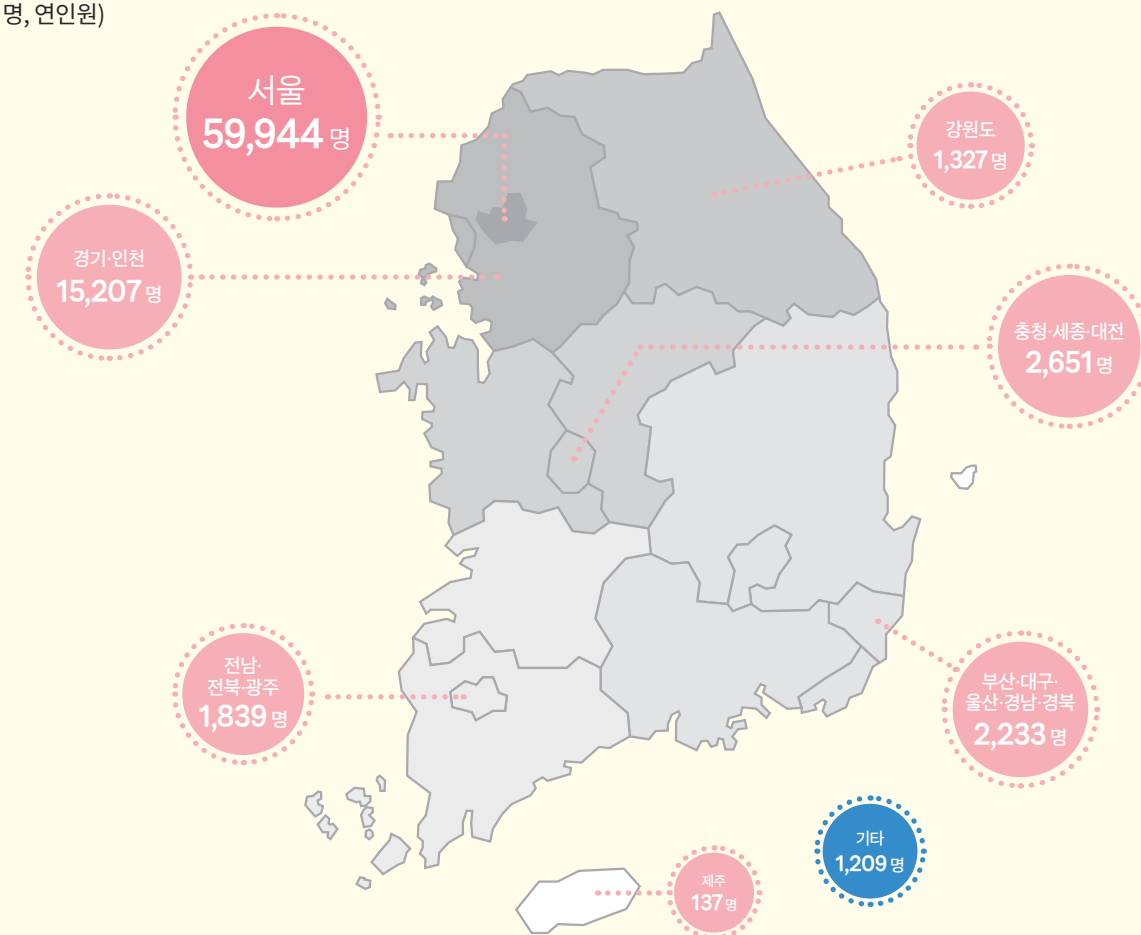 명, 연인원)
서울
59,944 명
강원도
1,327 명
경기·인천
15,207 명
충청·세종·대전
2,651 명
전남·
전북·광주
1,839 명
부산·대구·
울산·경남·경북
2,233 명
기타
1,209 명
제주
137 명